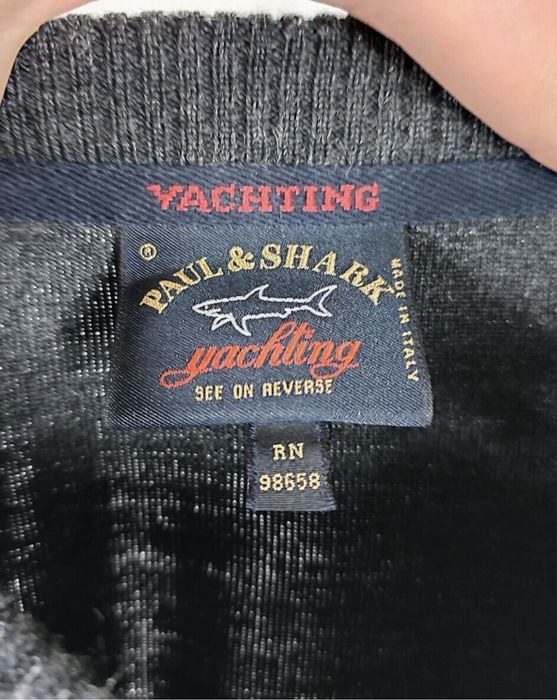 YACHTING
®
PAUL & SHARK
yachting
MADE IN ITALY
SEE ON REVERSE
RN
98658